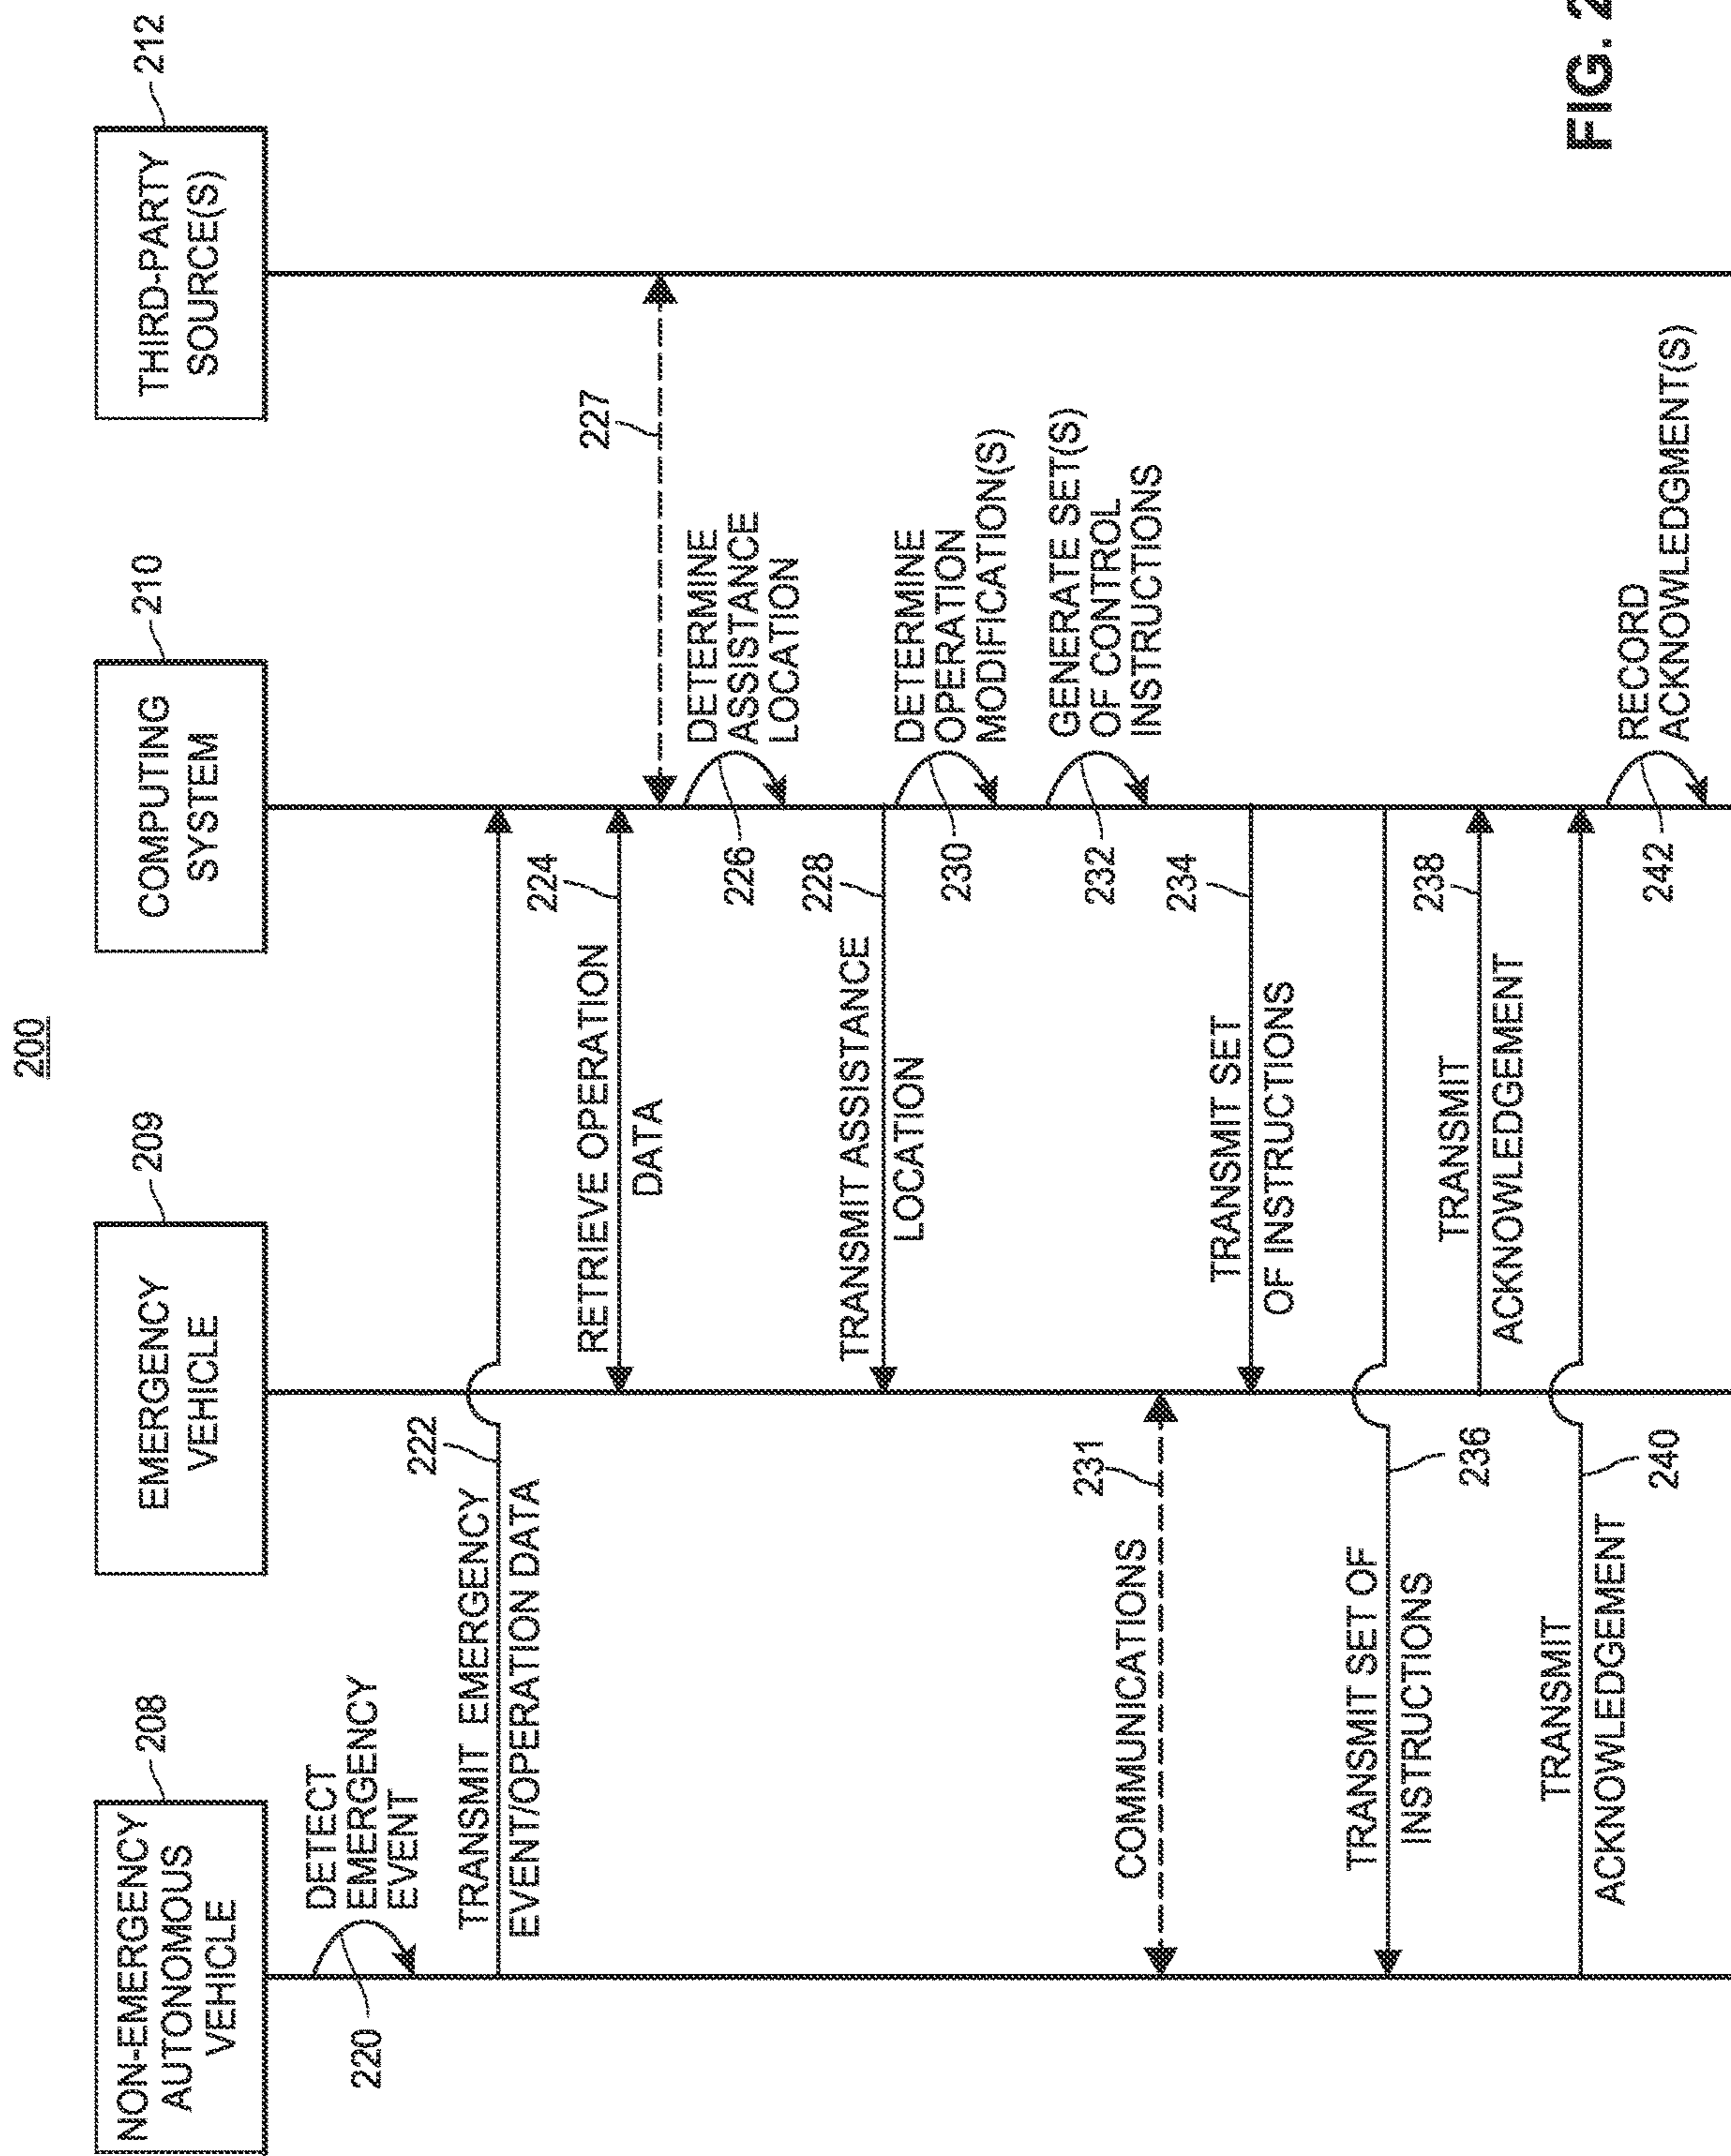 200
NON-EMERGENCY
AUTONOMOUS
VEHICLE
208
EMERGENCY
VEHICLE
209
COMPUTING
SYSTEM
210
THIRD-PARTY
SOURCE(S)
212
220
DETECT
EMERGENCY
EVENT
TRANSMIT EMERGENCY
EVENT/OPERATION DATA
222
RETRIEVE OPERATION
DATA
224
227
226
DETERMINE
ASSISTANCE
LOCATION
TRANSMIT ASSISTANCE
LOCATION
228
230
DETERMINE
OPERATION
MODIFICATION(S)
COMMUNICATIONS
231
232
GENERATE SET(S)
OF CONTROL
INSTRUCTIONS
TRANSMIT SET
OF INSTRUCTIONS
234
TRANSMIT SET OF
INSTRUCTIONS
236
TRANSMIT
ACKNOWLEDGEMENT
238
TRANSMIT
ACKNOWLEDGEMENT
240
242
RECORD
ACKNOWLEDGMENT(S)
FIG. 2